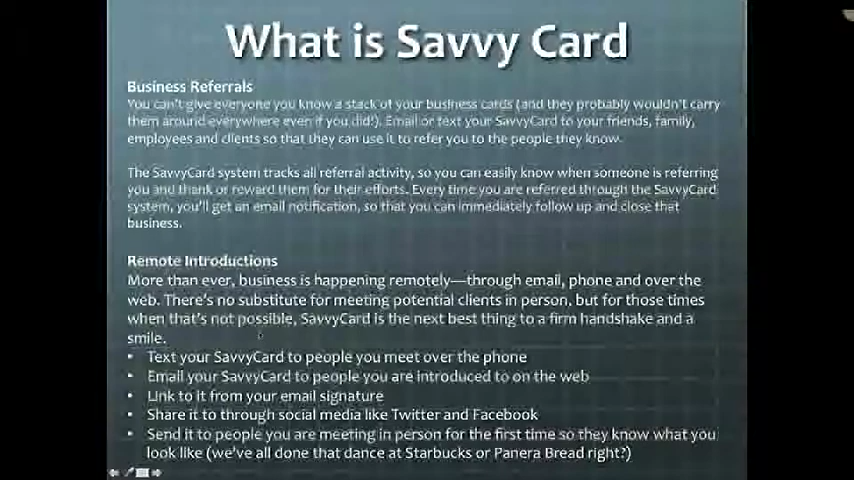 What is Savvy Card
Business Referrals
You can't give everyone you know a stack of your business cards (and they probably wouldn't carry
them around everywhere even if you did!). Email or text your SavvyCard to your friends, family,
employees and clients so that they can use it to refer you to the people they know.
The SavvyCard system tracks all referral activity, so you can easily know when someone is referring
you and thank or reward them for their efforts. Every time you are referred through the SavvyCard
system, you'll get an email notification, so that you can immediately follow up and close that
business.
Remote Introductions
More than ever, business is happening remotely—through email, phone and over the
web. There's no substitute for meeting potential clients in person, but for those times
when that's not possible, SavvyCard is the next best thing to a firm handshake and a
smile.
• Text your SavvyCard to people you meet over the phone
• Email your SavvyCard to people you are introduced to on the web
• Link to it from your email signature
• Share it to through social media like Twitter and Facebook
• Send it to people you are meeting in person for the first time so they know what you
look like (we've all done that dance at Starbucks or Panera Bread right?)